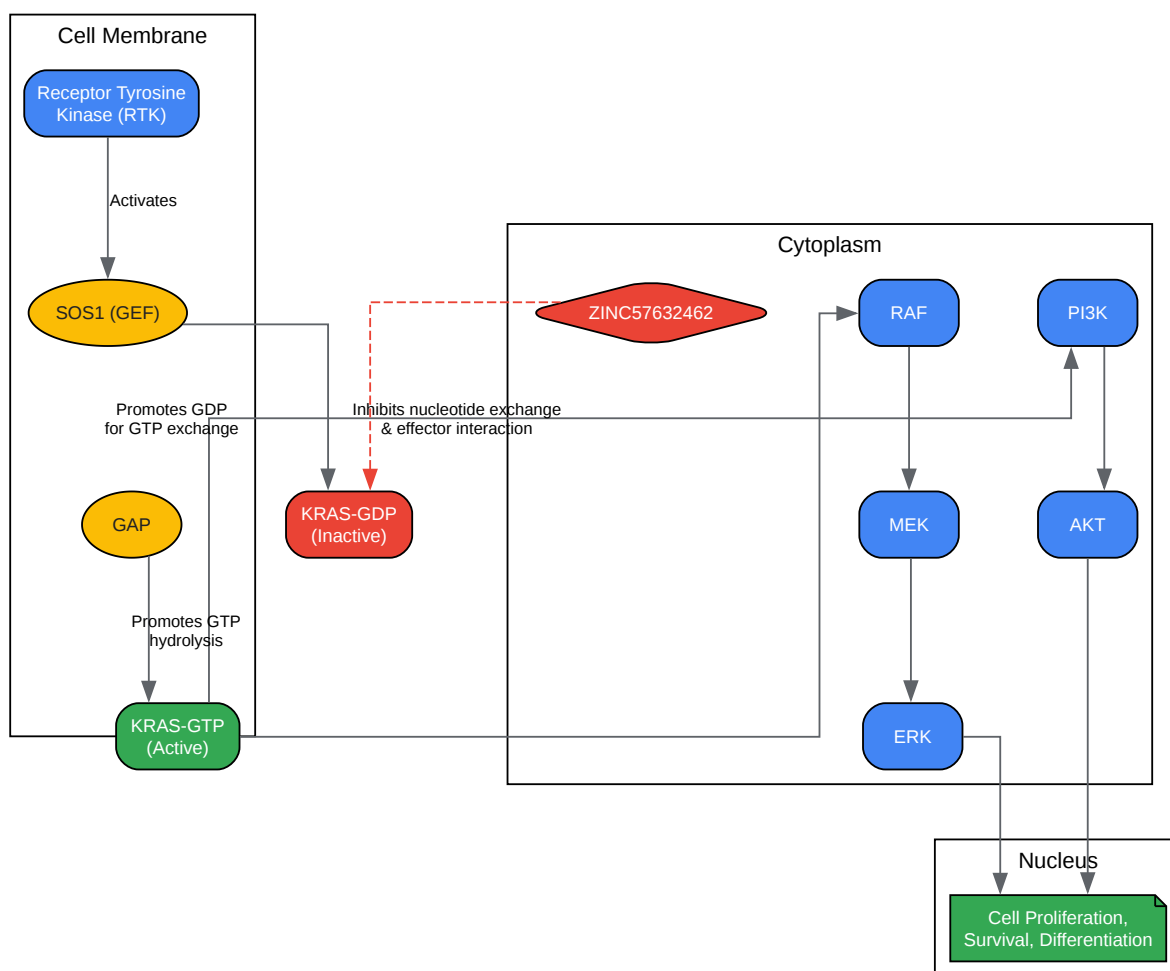 Cell Membrane
Receptor Tyrosine
Kinase (RTK)
Activates
SOS1 (GEF)
Promotes GDP
for GTP exchange
GAP
Promotes GTP
hydrolysis
KRAS-GTP
(Active)
Inhibits nucleotide exchange
& effector interaction
KRAS-GDP
(Inactive)
Cytoplasm
ZINC57632462
RAF
PI3K
MEK
AKT
ERK
Nucleus
Cell Proliferation,
Survival, Differentiation